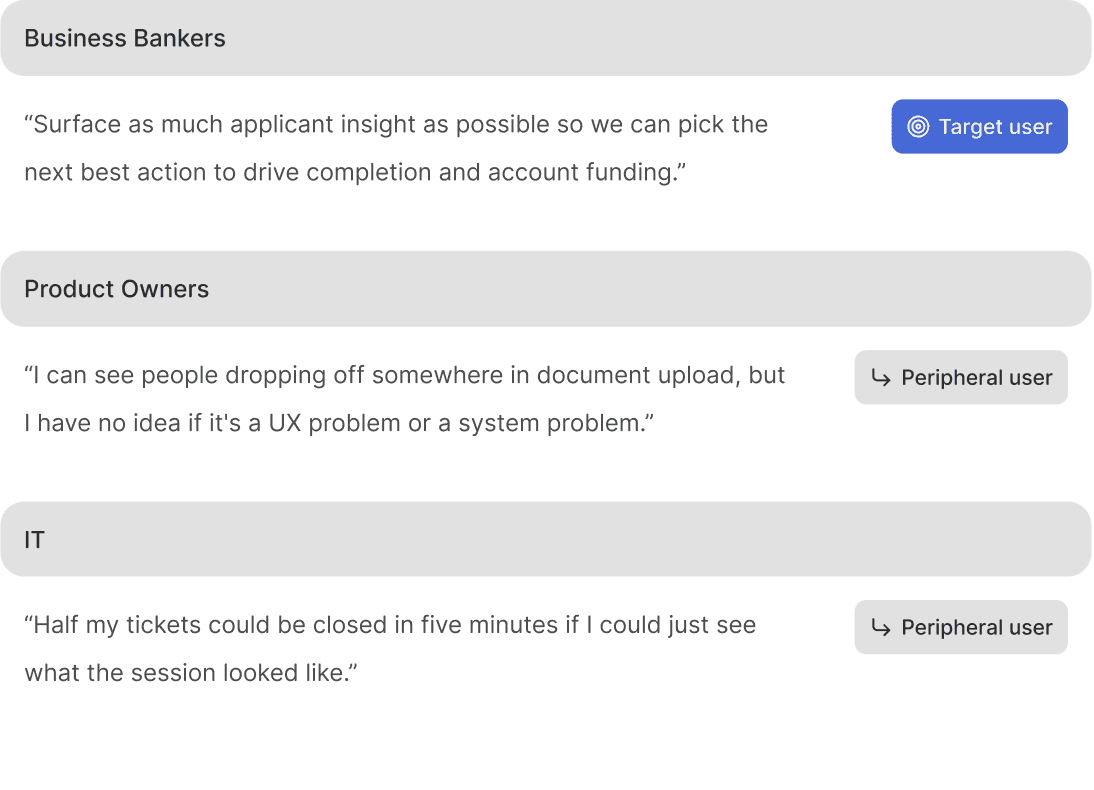 Business Bankers
“Surface as much applicant insight as possible so we can pick the
next best action to drive completion and account funding.”
Target user
Product Owners
“I can see people dropping off somewhere in document upload, but
I have no idea if it's a UX problem or a system problem.”
Peripheral user
IT
“Half my tickets could be closed in five minutes if I could just see
what the session looked like.”
Peripheral user